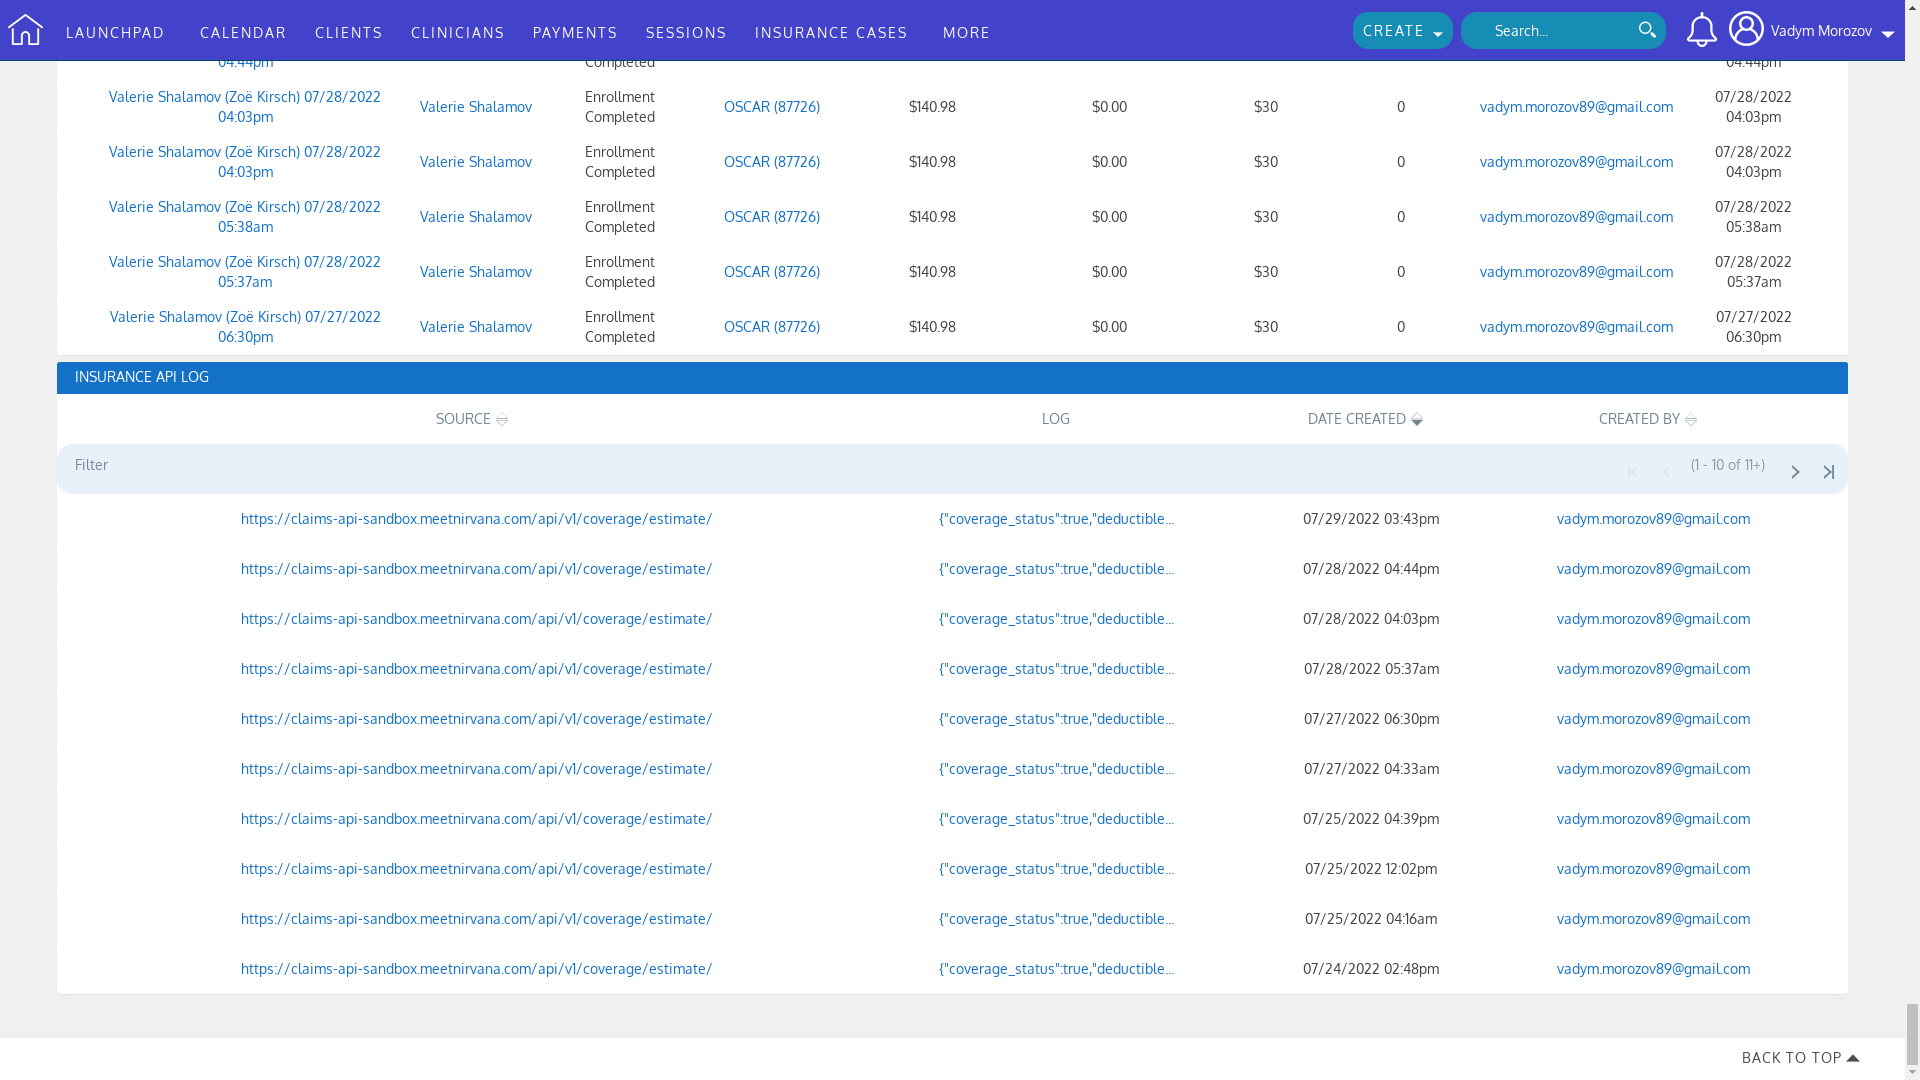 LAUNCHPAD CALENDAR CLIENTS CLINICIANS PAYMENTS SESSIONS INSURANCE CASES MORE CREATE Search... Vadym Morozov
04:44pm Completed 04:44pm
Valerie Shalamov (Zoë Kirsch) 07/28/2022
04:03pm
Valerie Shalamov
Enrollment
Completed
OSCAR (87726) $140.98 $0.00 $30 0 vadym.morozov89@gmail.com
07/28/2022
04:03pm
Valerie Shalamov (Zoë Kirsch) 07/28/2022
04:03pm
Valerie Shalamov
Enrollment
Completed
OSCAR (87726) $140.98 $0.00 $30 0 vadym.morozov89@gmail.com
07/28/2022
04:03pm
Valerie Shalamov (Zoë Kirsch) 07/28/2022
05:38am
Valerie Shalamov
Enrollment
Completed
OSCAR (87726) $140.98 $0.00 $30 0 vadym.morozov89@gmail.com
07/28/2022
05:38am
Valerie Shalamov (Zoë Kirsch) 07/28/2022
05:37am
Valerie Shalamov
Enrollment
Completed
OSCAR (87726) $140.98 $0.00 $30 0 vadym.morozov89@gmail.com
07/28/2022
05:37am
Valerie Shalamov (Zoë Kirsch) 07/27/2022
06:30pm
Valerie Shalamov
Enrollment
Completed
OSCAR (87726) $140.98 $0.00 $30 0 vadym.morozov89@gmail.com
07/27/2022
06:30pm
INSURANCE API LOG
SOURCE LOG DATE CREATED CREATED BY
Filter (1 - 10 of 11+)
https://claims-api-sandbox.meetnirvana.com/api/v1/coverage/estimate/ {"coverage_status":true,"deductible... 07/29/2022 03:43pm vadym.morozov89@gmail.com
https://claims-api-sandbox.meetnirvana.com/api/v1/coverage/estimate/ {"coverage_status":true,"deductible... 07/28/2022 04:44pm vadym.morozov89@gmail.com
https://claims-api-sandbox.meetnirvana.com/api/v1/coverage/estimate/ {"coverage_status":true,"deductible... 07/28/2022 04:03pm vadym.morozov89@gmail.com
https://claims-api-sandbox.meetnirvana.com/api/v1/coverage/estimate/ {"coverage_status":true,"deductible... 07/28/2022 05:37am vadym.morozov89@gmail.com
https://claims-api-sandbox.meetnirvana.com/api/v1/coverage/estimate/ {"coverage_status":true,"deductible... 07/27/2022 06:30pm vadym.morozov89@gmail.com
https://claims-api-sandbox.meetnirvana.com/api/v1/coverage/estimate/ {"coverage_status":true,"deductible... 07/27/2022 04:33am vadym.morozov89@gmail.com
https://claims-api-sandbox.meetnirvana.com/api/v1/coverage/estimate/ {"coverage_status":true,"deductible... 07/25/2022 04:39pm vadym.morozov89@gmail.com
https://claims-api-sandbox.meetnirvana.com/api/v1/coverage/estimate/ {"coverage_status":true,"deductible... 07/25/2022 12:02pm vadym.morozov89@gmail.com
https://claims-api-sandbox.meetnirvana.com/api/v1/coverage/estimate/ {"coverage_status":true,"deductible... 07/25/2022 04:16am vadym.morozov89@gmail.com
https://claims-api-sandbox.meetnirvana.com/api/v1/coverage/estimate/ {"coverage_status":true,"deductible... 07/24/2022 02:48pm vadym.morozov89@gmail.com
BACK TO TOP